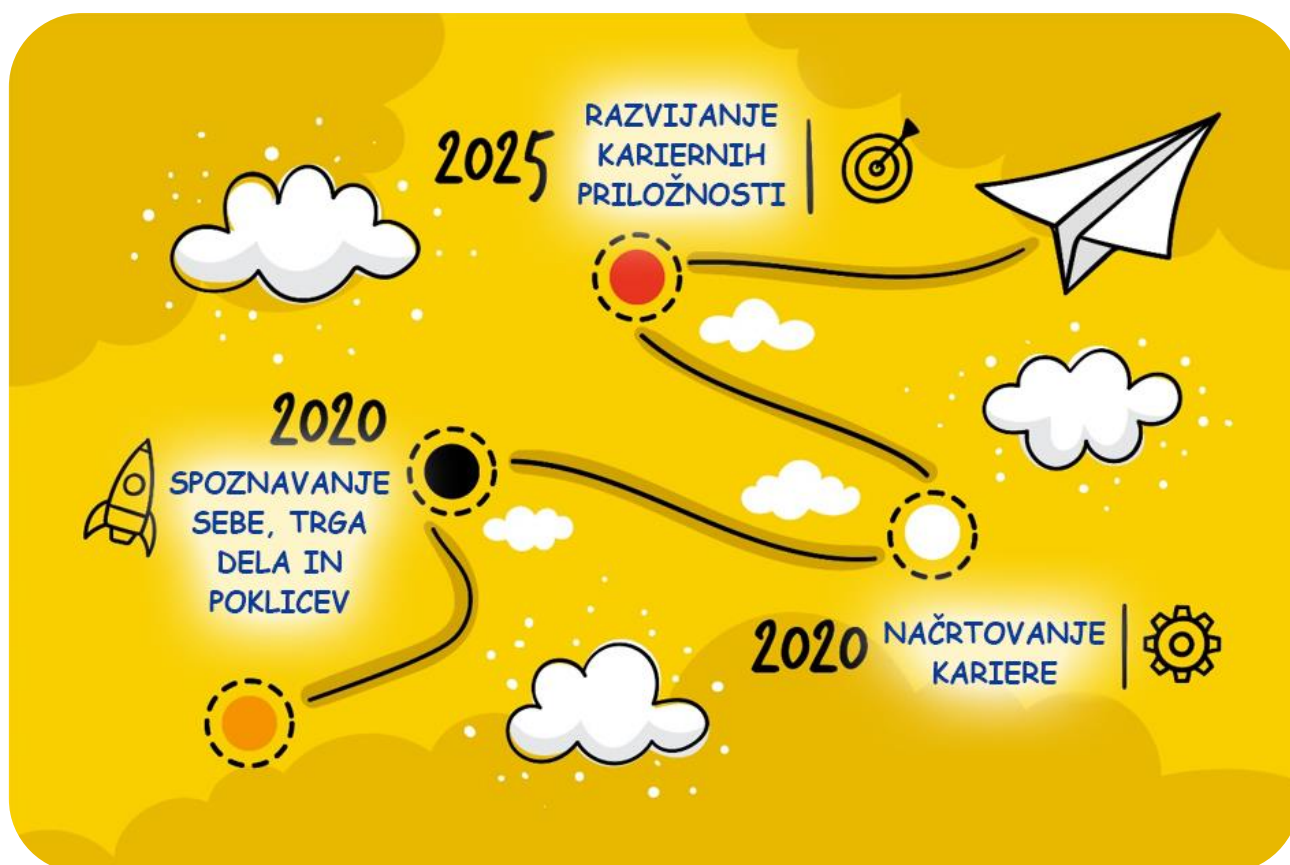 2025
RAZVIJANJE
KARIERNIH
PRILOŽNOSTI
2020
SPOZNAVANJE
SEBE, TRGA
DELA IN
POKLICEV
2020
NAČRTOVANJE
KARIERE